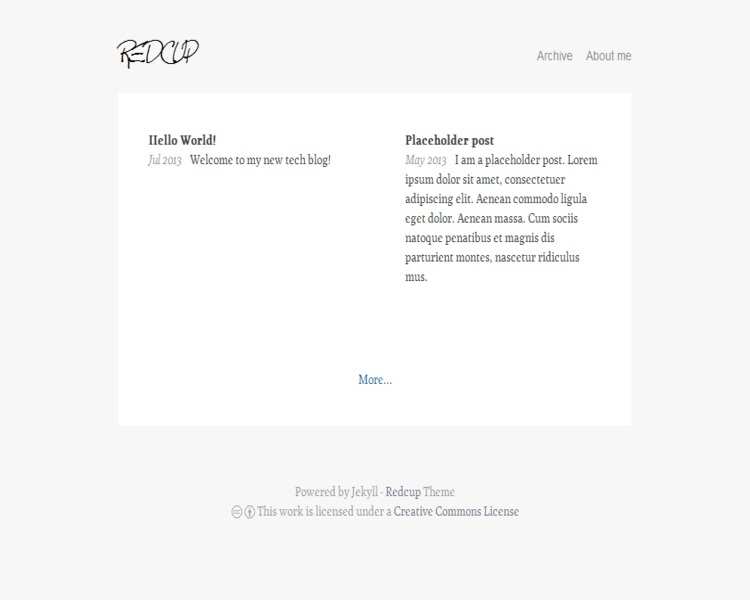 REDCUP
Archive About me
Hello World!
Jul 2013 Welcome to my new tech blog!
Placeholder post
May 2013 I am a placeholder post. Lorem
ipsum dolor sit amet, consectetuer
adipiscing elit. Aenean commodo ligula
eget dolor. Aenean massa. Cum sociis
natoque penatibus et magnis dis
parturient montes, nascetur ridiculus
mus.
More...
Powered by Jekyll - Redcup Theme
This work is licensed under a Creative Commons License